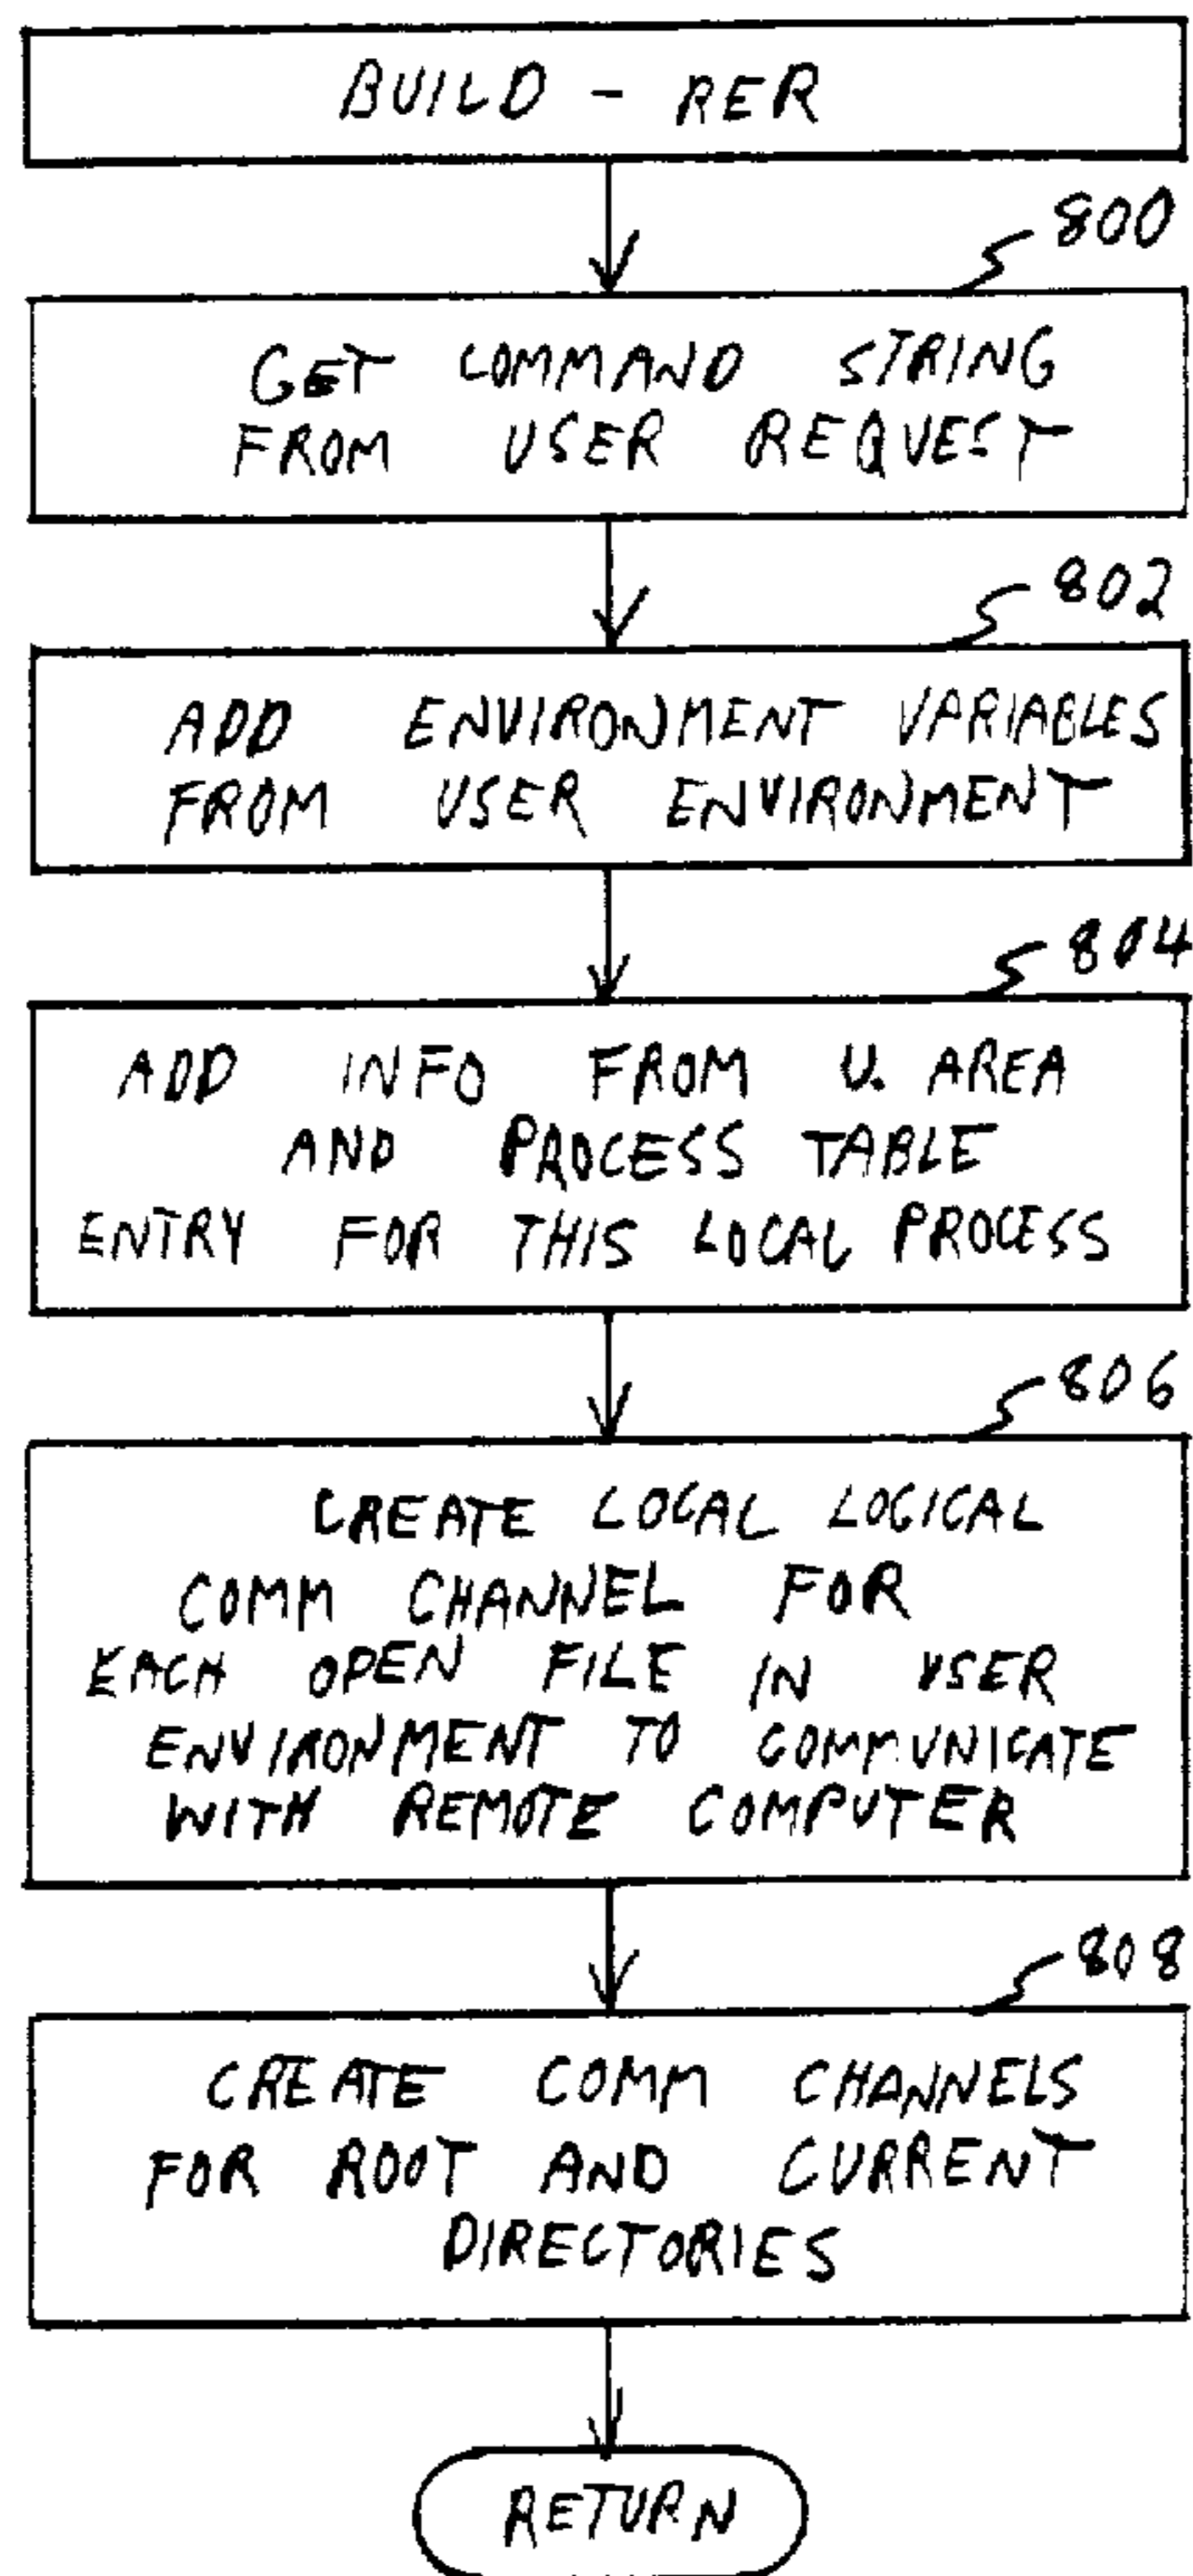 BUILD - RER
800
GET COMMAND STRING
FROM USER REQUEST
802
ADD ENVIRONMENT VARIABLES
FROM USER ENVIRONMENT
804
ADD INFO FROM U. AREA
AND PROCESS TABLE
ENTRY FOR THIS LOCAL PROCESS
806
CREATE LOCAL LOGICAL
COMM CHANNEL FOR
EACH OPEN FILE IN USER
ENVIRONMENT TO COMMUNICATE
WITH REMOTE COMPUTER
808
CREATE COMM CHANNELS
FOR ROOT AND CURRENT
DIRECTORIES
RETURN